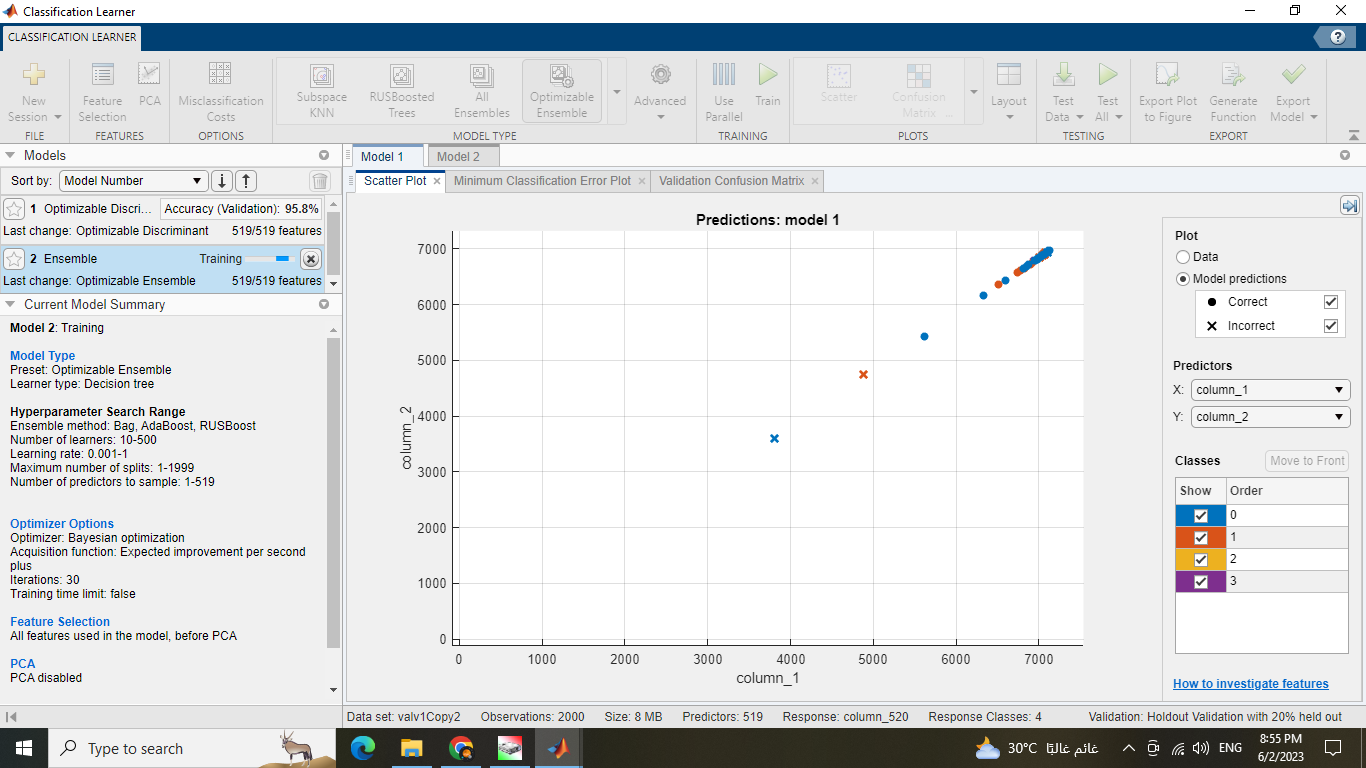 Classification Learner
CLASSIFICATION LEARNER
?
New Session
Feature Selection
PCA
Misclassification Costs
Subspace KNN
RUSBoosted Trees
All Ensembles
Optimizable Ensemble
Advanced
Use Parallel
Train
Scatter
Confusion Matrix ...
Layout
Test Data
Test All
Export Plot to Figure
Generate Function
Export Model
FILE
FEATURES
OPTIONS
MODEL TYPE
TRAINING
PLOTS
TESTING
EXPORT
Models
Sort by: Model Number
1 Optimizable Discri... Accuracy (Validation): 95.8%
Last change: Optimizable Discriminant 519/519 features
2 Ensemble Training
Last change: Optimizable Ensemble 519/519 features
Current Model Summary
Model 2: Training
Model Type
Preset: Optimizable Ensemble
Learner type: Decision tree
Hyperparameter Search Range
Ensemble method: Bag, AdaBoost, RUSBoost
Number of learners: 10-500
Learning rate: 0.001-1
Maximum number of splits: 1-1999
Number of predictors to sample: 1-519
Optimizer Options
Optimizer: Bayesian optimization
Acquisition function: Expected improvement per second
plus
Iterations: 30
Training time limit: false
Feature Selection
All features used in the model, before PCA
PCA
PCA disabled
Model 1
Model 2
Scatter Plot
Minimum Classification Error Plot
Validation Confusion Matrix
Predictions: model 1
7000
6000
5000
4000
3000
2000
1000
0
column_2
0 1000 2000 3000 4000 5000 6000 7000
column_1
Plot
Data
Model predictions
Correct
Incorrect
Predictors
X: column_1
Y: column_2
Classes
Move to Front
Show Order
0
1
2
3
How to investigate features
Data set: valv1Copy2 Observations: 2000 Size: 8 MB Predictors: 519 Response: column_520 Response Classes: 4 Validation: Holdout Validation with 20% held out
Type to search
30°C غائم غالبًا
ENG
8:55 PM
6/2/2023